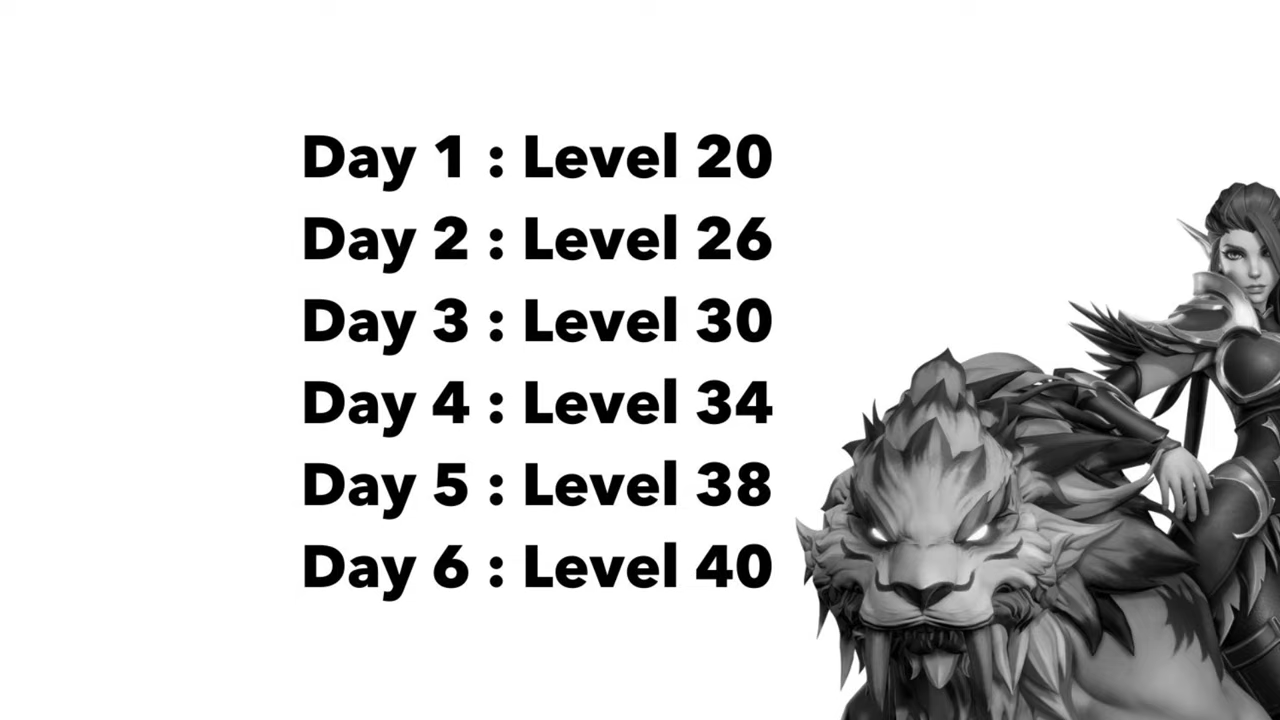 Day 1 : Level 20
Day 2 : Level 26
Day 3 : Level 30
Day 4 : Level 34
Day 5 : Level 38
Day 6 : Level 40